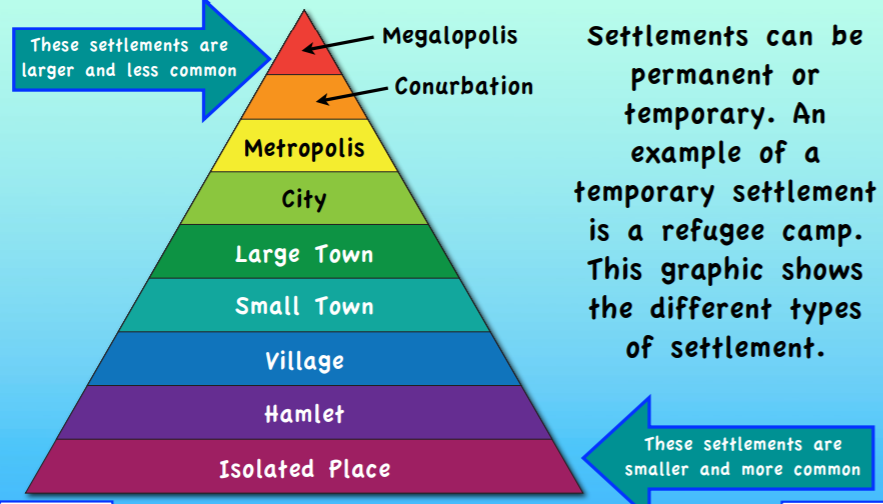 These settlements are
larger and less common
Megalopolis
Conurbation
Metropolis
City
Large Town
Small Town
Village
Hamlet
Isolated Place
Settlements can be
permanent or
temporary. An
example of a
temporary settlement
is a refugee camp.
This graphic shows
the different types
of settlement.
These settlements are
smaller and more common